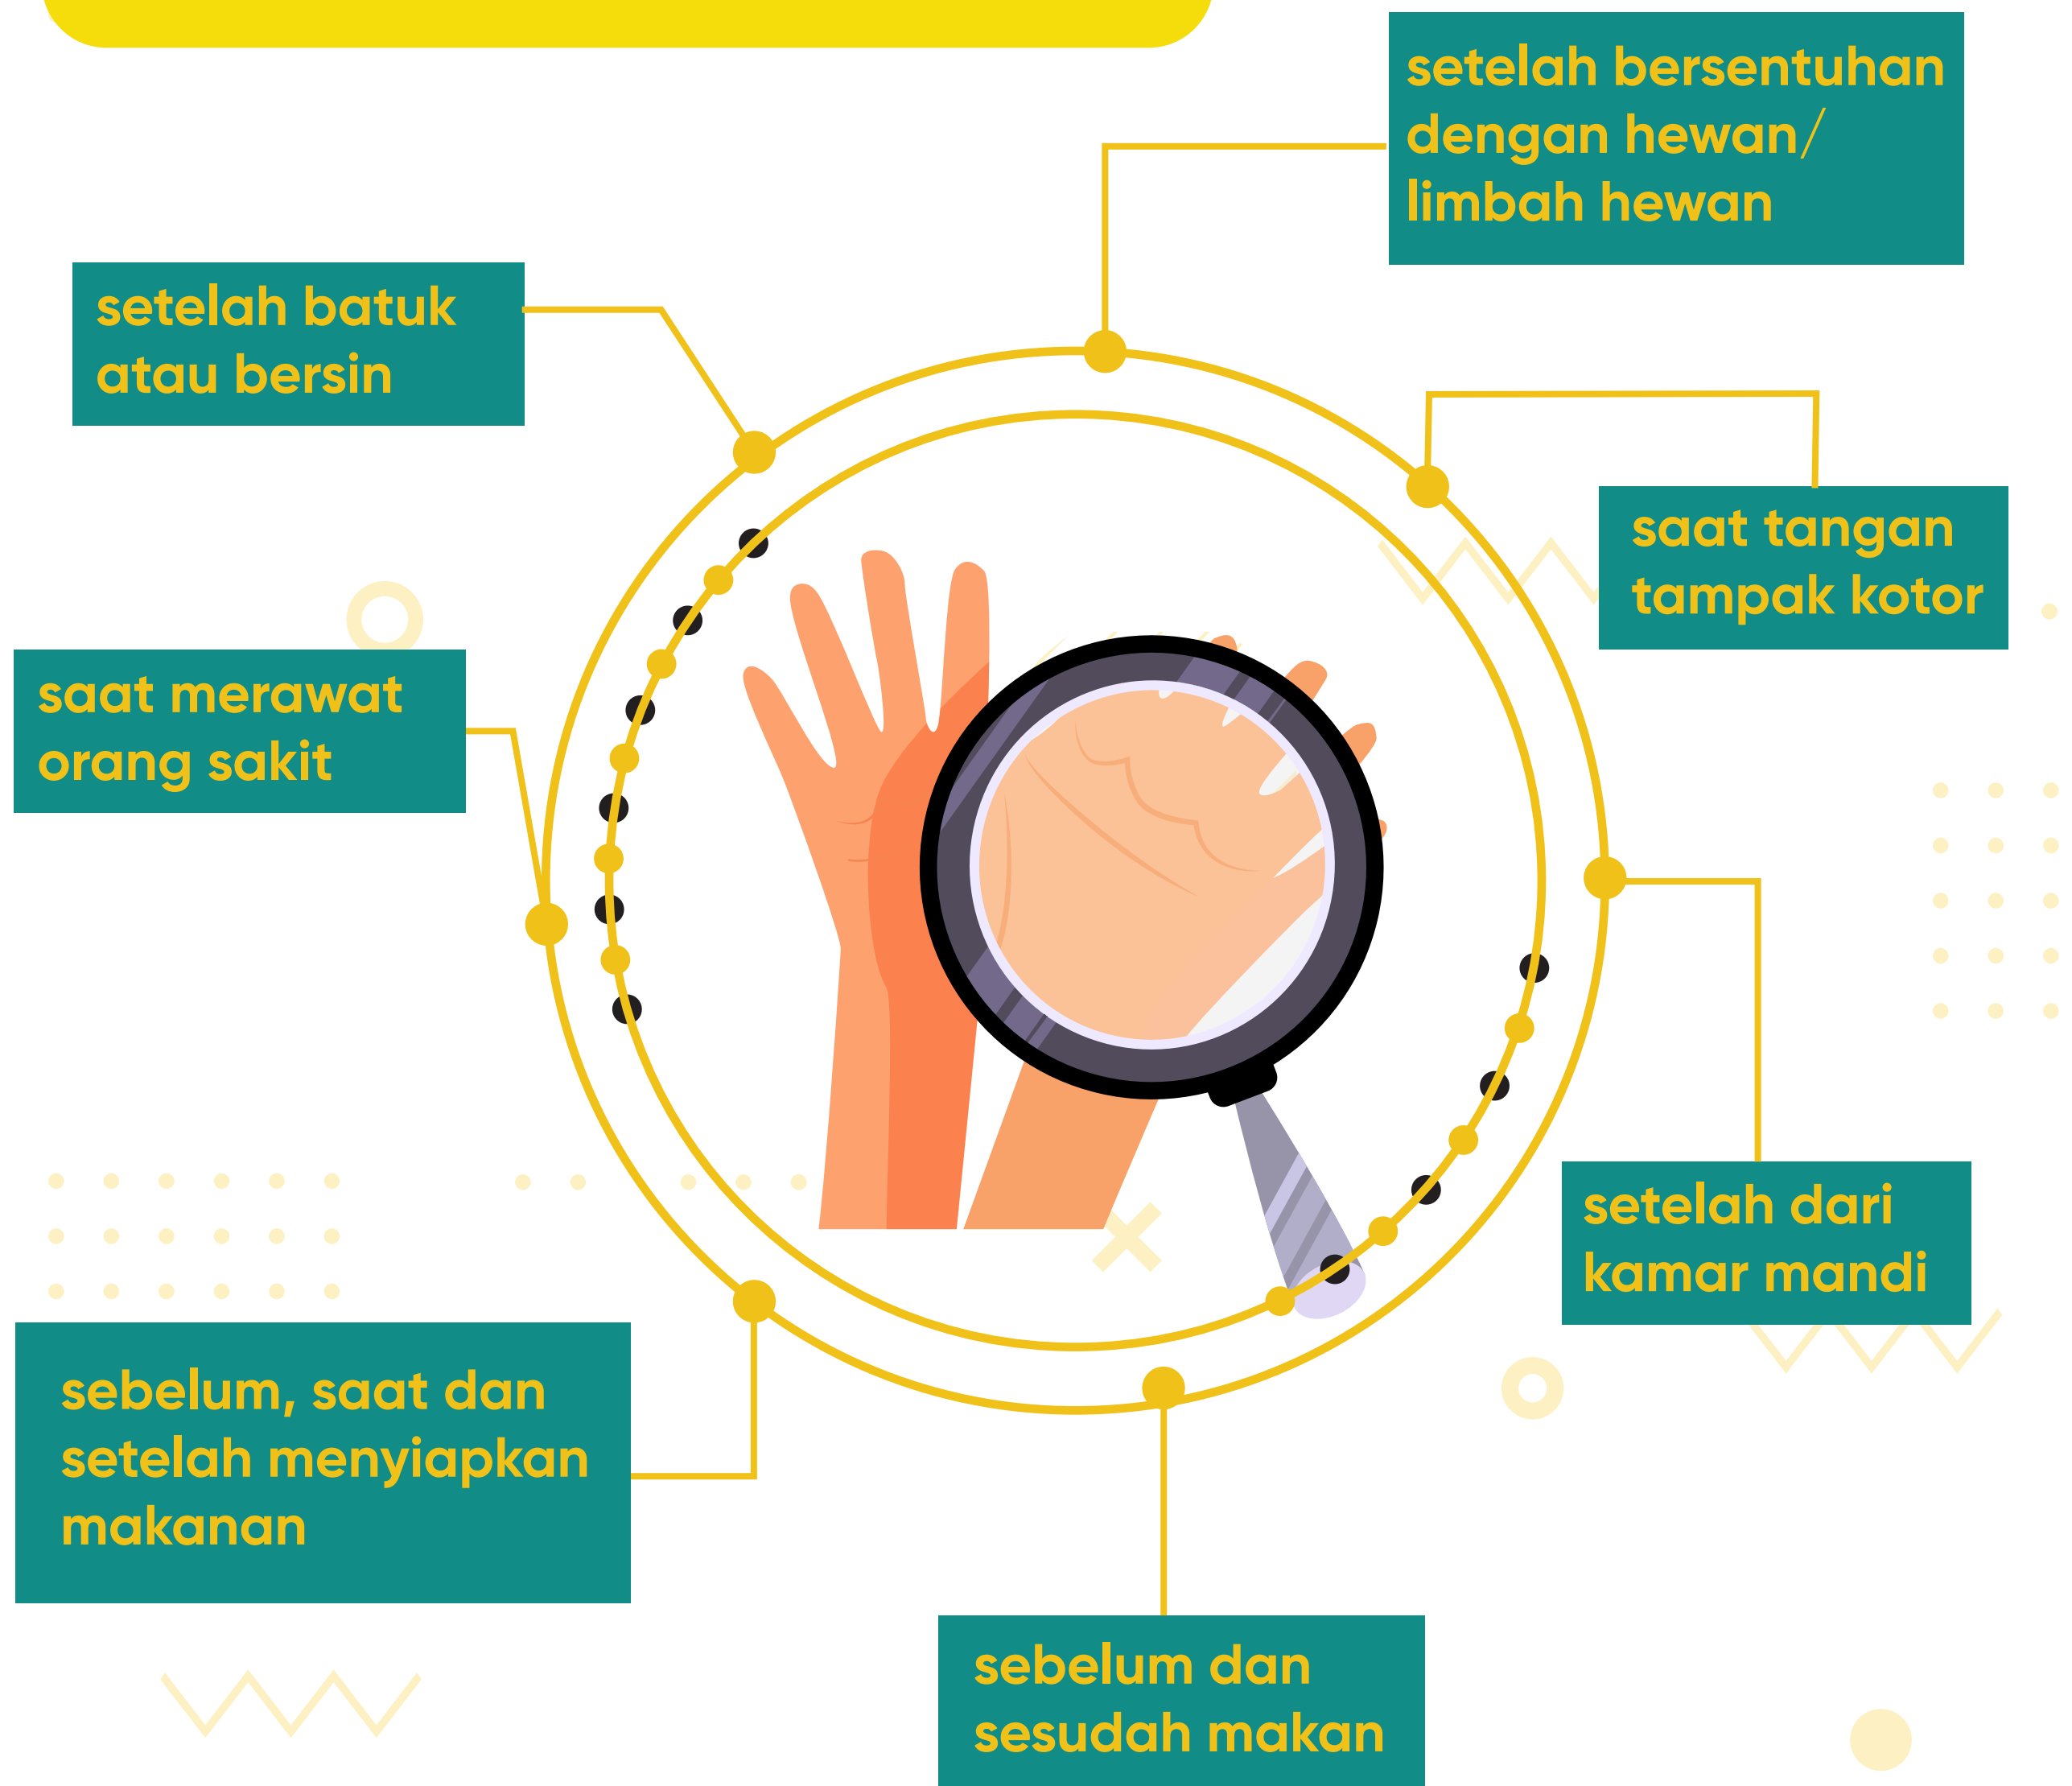 setelah bersentuhan
dengan hewan/
limbah hewan
setelah batuk
atau bersin
saat tangan
tampak kotor
saat merawat
orang sakit
setelah dari
kamar mandi
sebelum, saat dan
setelah menyiapkan
makanan
sebelum dan
sesudah makan